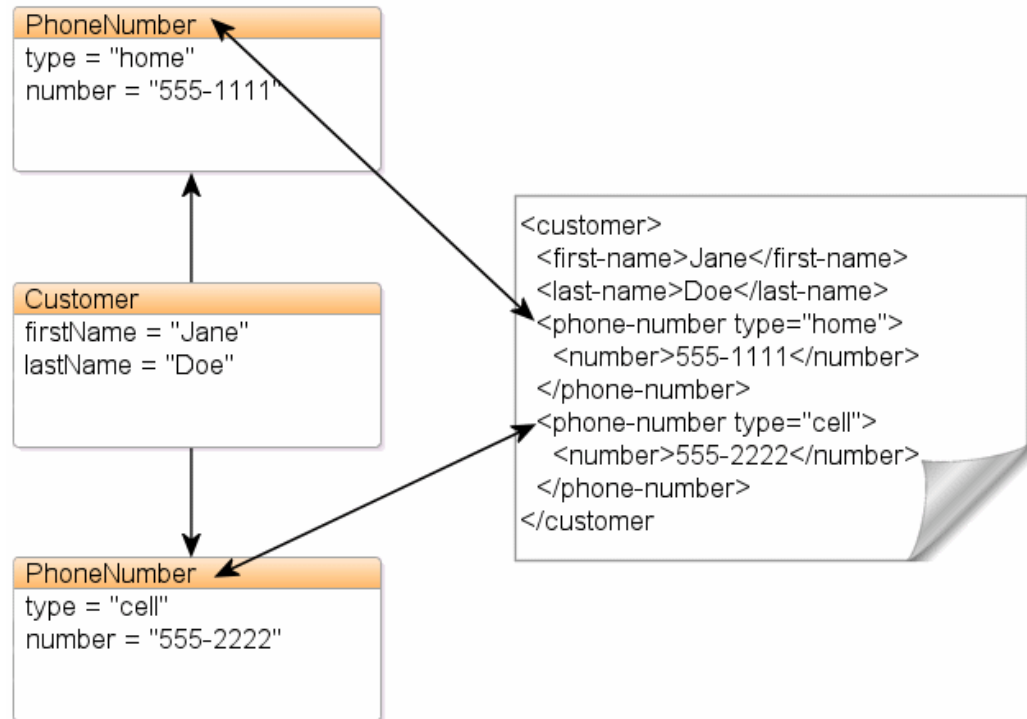 PhoneNumber
type = "home"
number = "555-1111"
Customer
firstName = "Jane"
lastName = "Doe"
PhoneNumber
type = "cell"
number = "555-2222"
<customer>
<first-name>Jane</first-name>
<last-name>Doe</last-name>
<phone-number type="home">
<number>555-1111</number>
</phone-number>
<phone-number type="cell">
<number>555-2222</number>
</phone-number>
</customer